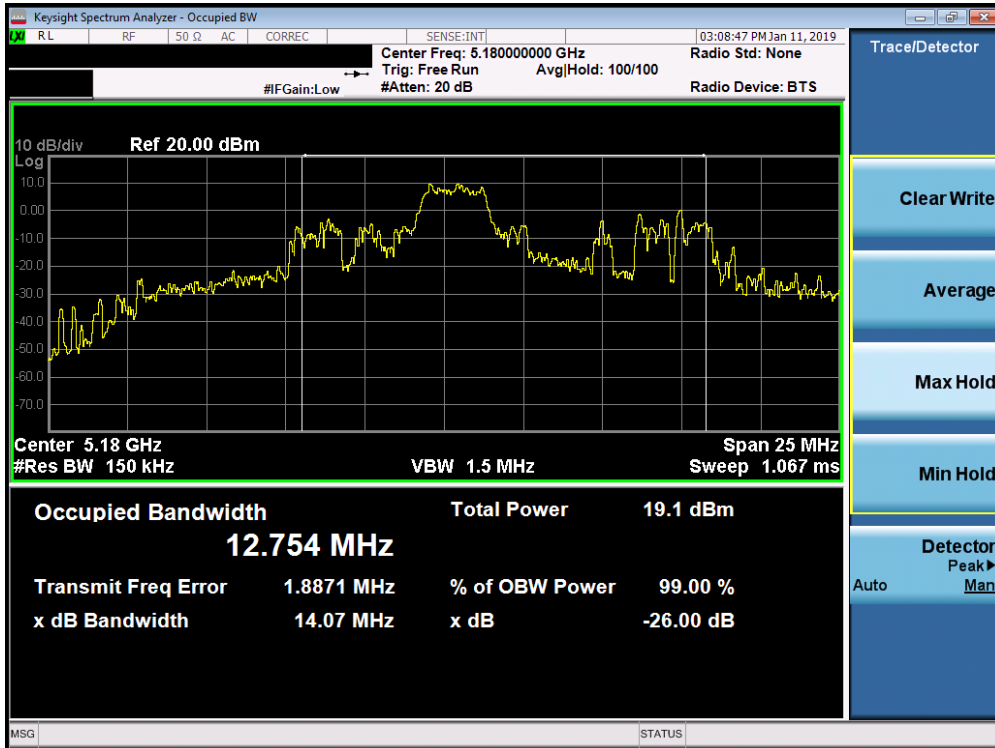 Keysight Spectrum Analyzer - Occupied BW
LXI RL RF 50 Ω AC CORREC SENSE:INT 03:08:47 PM Jan 11, 2019
Center Freq: 5.180000000 GHz Radio Std: None
Trig: Free Run Avg|Hold: 100/100
#IFGain:Low #Atten: 20 dB Radio Device: BTS
Trace/Detector
10 dB/div Ref 20.00 dBm
Log
10.0
0.00
-10.0
-20.0
-30.0
-40.0
-50.0
-60.0
-70.0
Center 5.18 GHz Span 25 MHz
#Res BW 150 kHz VBW 1.5 MHz Sweep 1.067 ms
Occupied Bandwidth Total Power 19.1 dBm
12.754 MHz
Transmit Freq Error 1.8871 MHz % of OBW Power 99.00 %
x dB Bandwidth 14.07 MHz x dB -26.00 dB
Clear Write
Average
Max Hold
Min Hold
Detector
Peak▶
Auto Man
MSG STATUS